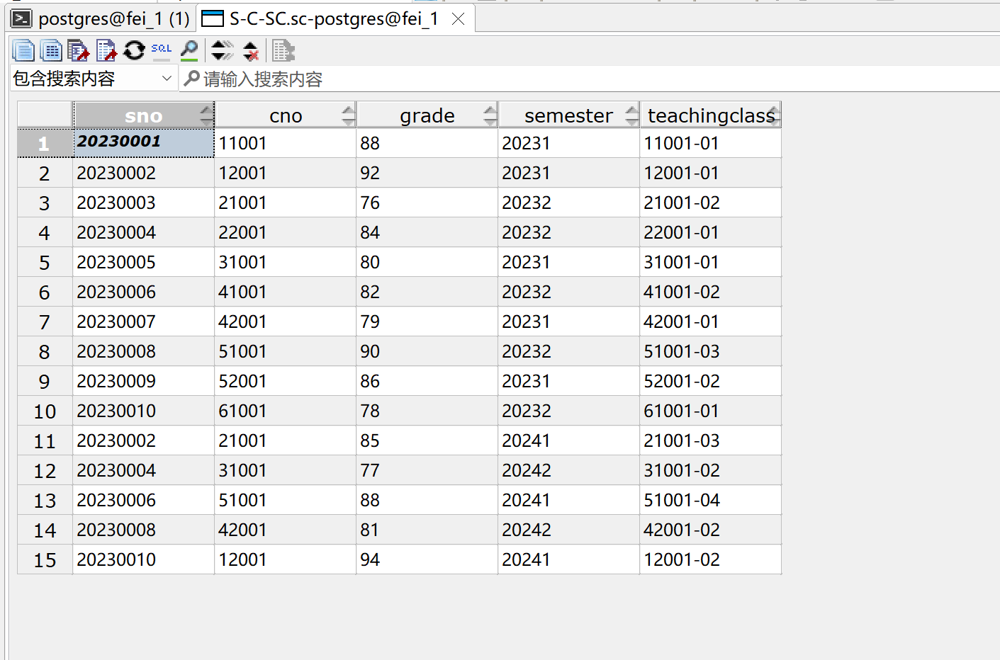 postgres@fei_1 (1) S-C-SC.sc-postgres@fei_1
SQL
包含搜索内容 请输入搜索内容
sno cno grade semester teachingclass
1 20230001 11001 88 20231 11001-01
2 20230002 12001 92 20231 12001-01
3 20230003 21001 76 20232 21001-02
4 20230004 22001 84 20232 22001-01
5 20230005 31001 80 20231 31001-01
6 20230006 41001 82 20232 41001-02
7 20230007 42001 79 20231 42001-01
8 20230008 51001 90 20232 51001-03
9 20230009 52001 86 20231 52001-02
10 20230010 61001 78 20232 61001-01
11 20230002 21001 85 20241 21001-03
12 20230004 31001 77 20242 31001-02
13 20230006 51001 88 20241 51001-04
14 20230008 42001 81 20242 42001-02
15 20230010 12001 94 20241 12001-02